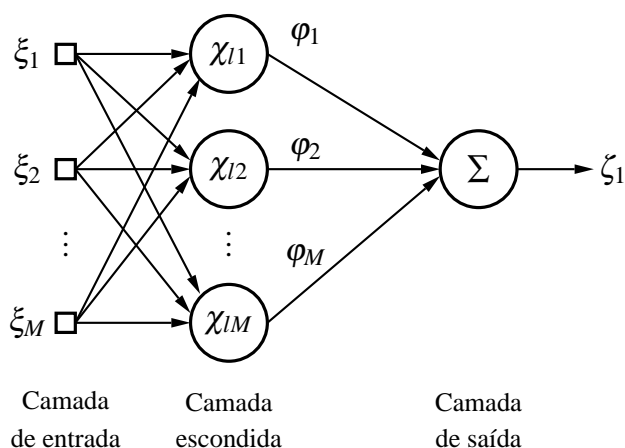 ξ1 χl1 φ1
ξ2 χl2 φ2 Σ ζ1
⋮ ⋮
ξM χlM φM
Camada Camada Camada
de entrada escondida de saída